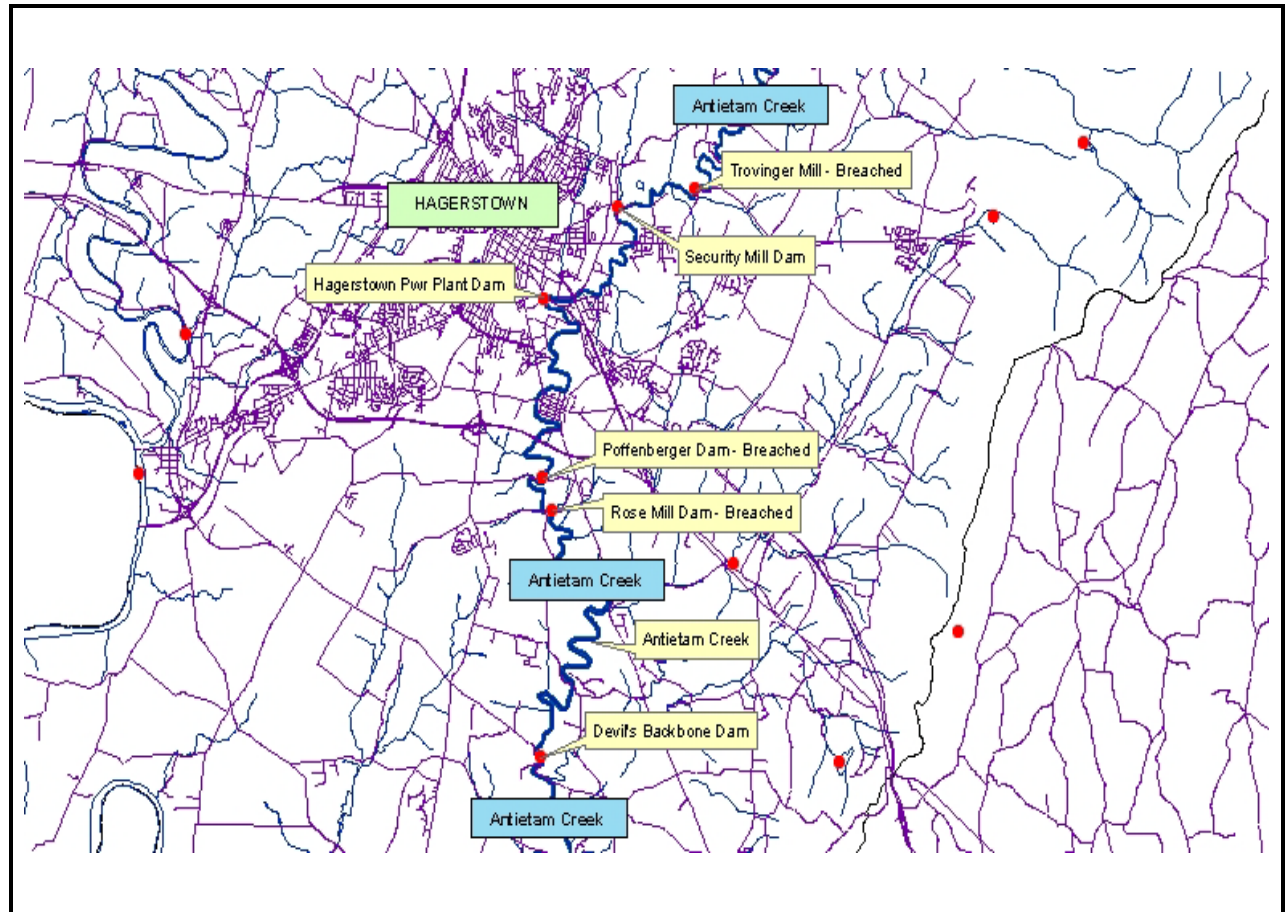 Antietam Creek
Trovinger Mill - Breached
HAGERSTOWN
Security Mill Dam
Hagerstown Pwr Plant Dam
Poffenberger Dam - Breached
Rose Mill Dam - Breached
Antietam Creek
Antietam Creek
Devil's Backbone Dam
Antietam Creek